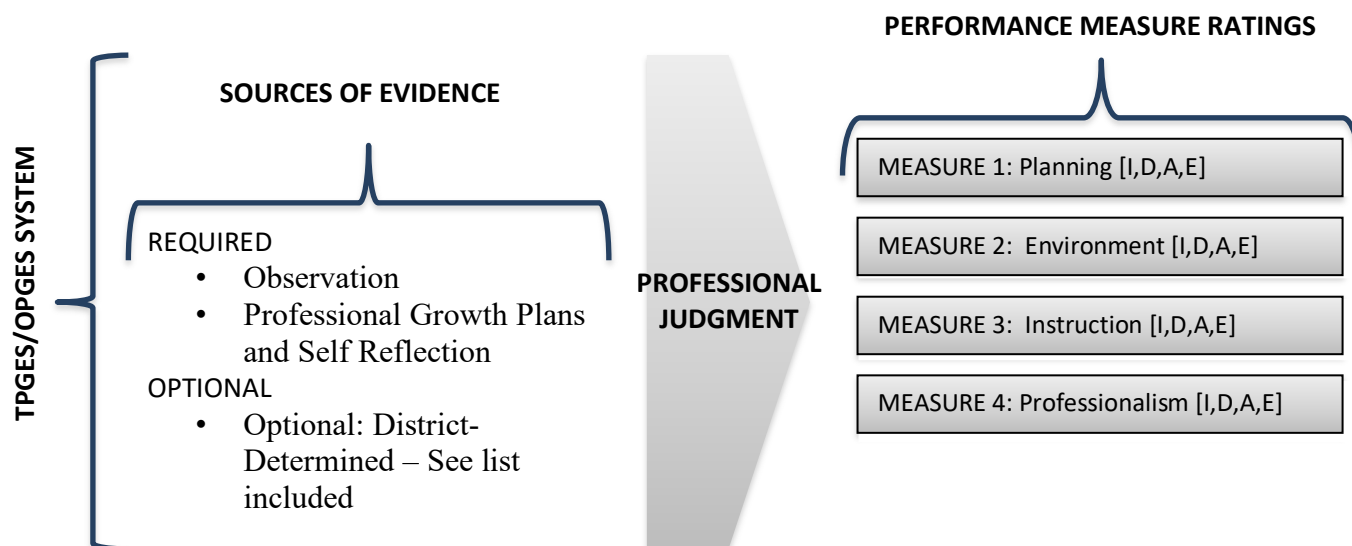 TPGES/OPGES SYSTEM
SOURCES OF EVIDENCE
REQUIRED
• Observation
• Professional Growth Plans
and Self Reflection
OPTIONAL
• Optional: District-
Determined – See list
included
PROFESSIONAL
JUDGMENT
PERFORMANCE MEASURE RATINGS
MEASURE 1: Planning [I,D,A,E]
MEASURE 2:  Environment [I,D,A,E]
MEASURE 3:  Instruction [I,D,A,E]
MEASURE 4: Professionalism [I,D,A,E]